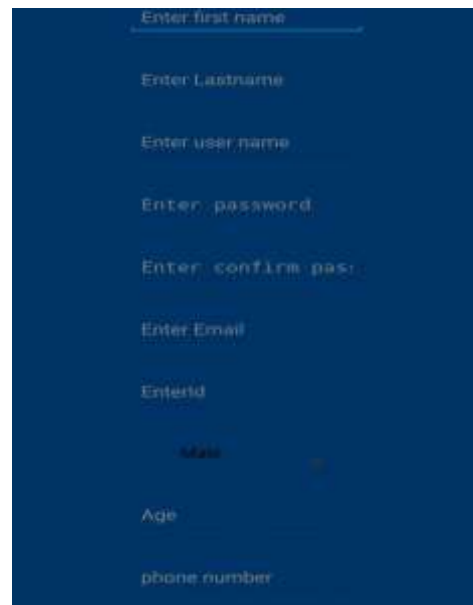 Enter first name
Enter Lastname
Enter user name
Enter password
Enter confirm pas
Enter Email
EnterId
Male
Age
phone number